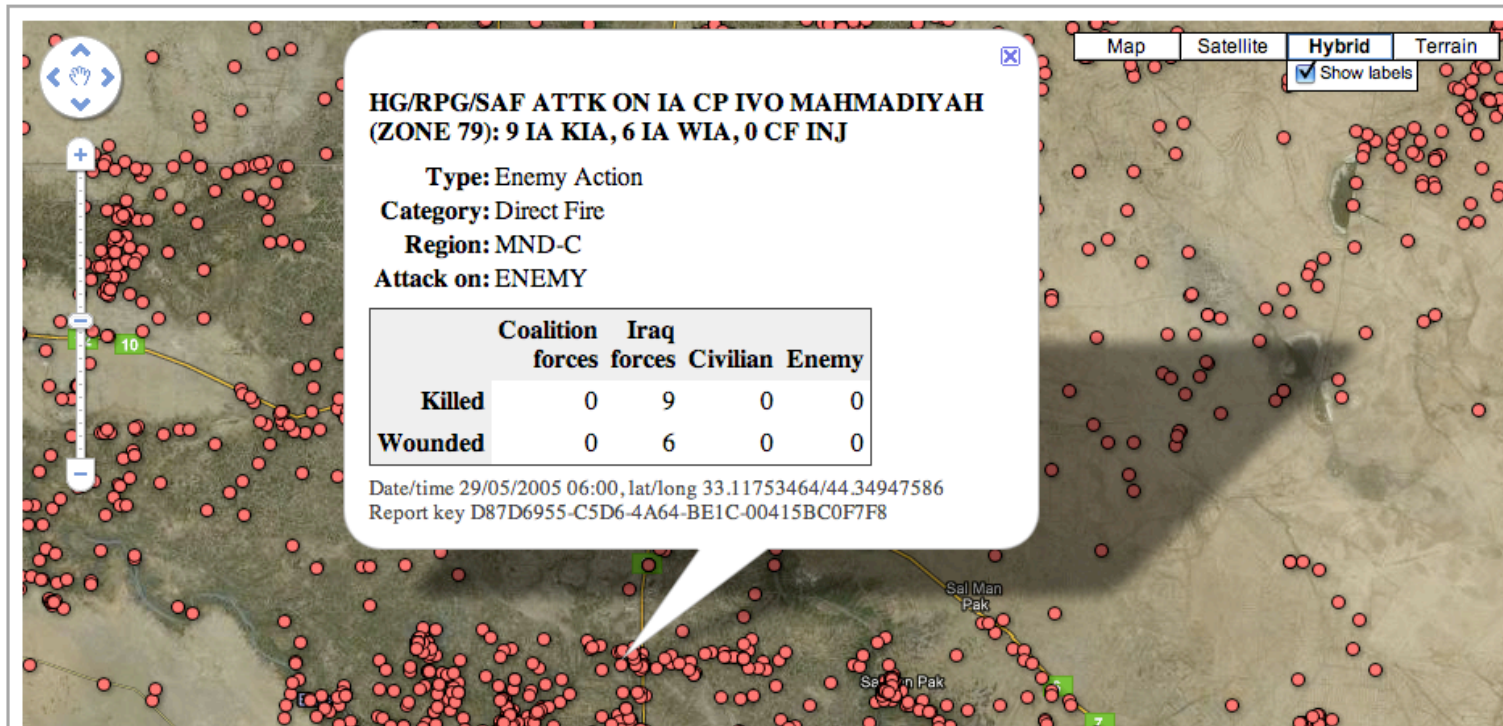 Map Satellite Hybrid Terrain
Show labels
HG/RPG/SAF ATTK ON IA CP IVO MAHMADIYAH
(ZONE 79): 9 IA KIA, 6 IA WIA, 0 CF INJ
Type: Enemy Action
Category: Direct Fire
Region: MND-C
Attack on: ENEMY
Coalition Iraq
forces forces Civilian Enemy
Killed 0 9 0 0
Wounded 0 6 0 0
Date/time 29/05/2005 06:00, lat/long 33.11753464/44.34947586
Report key D87D6955-C5D6-4A64-BE1C-00415BC0F7F8
10
Sal Man
Pak
Pak
7